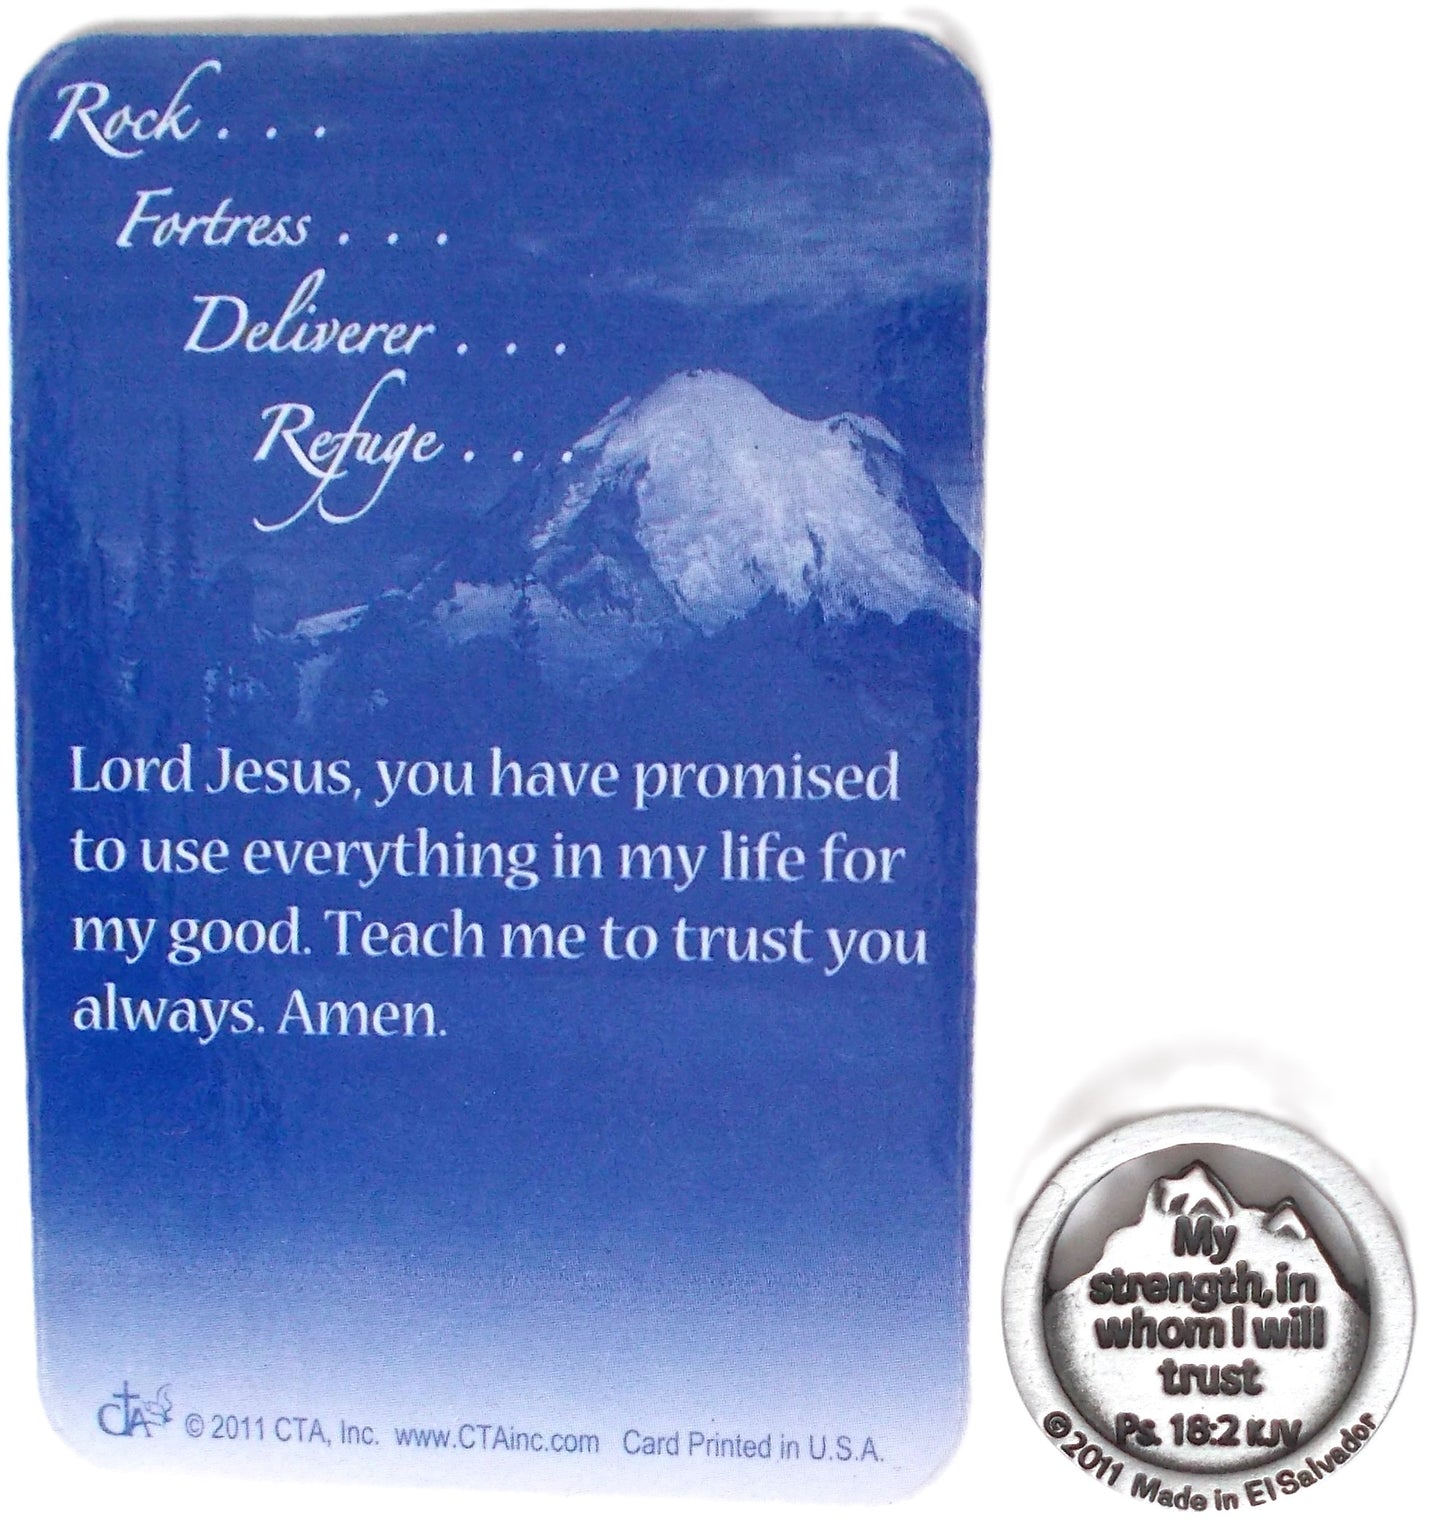 Rock . . .
Fortress . . .
Deliverer . . .
Refuge . . .
Lord Jesus, you have promised
to use everything in my life for
my good. Teach me to trust you
always. Amen.
CTA © 2011 CTA, Inc. www.CTAinc.com Card Printed in U.S.A.
My
strength, in
whom I will
trust
Ps. 18:2 KJV
© 2011 Made in El Salvador